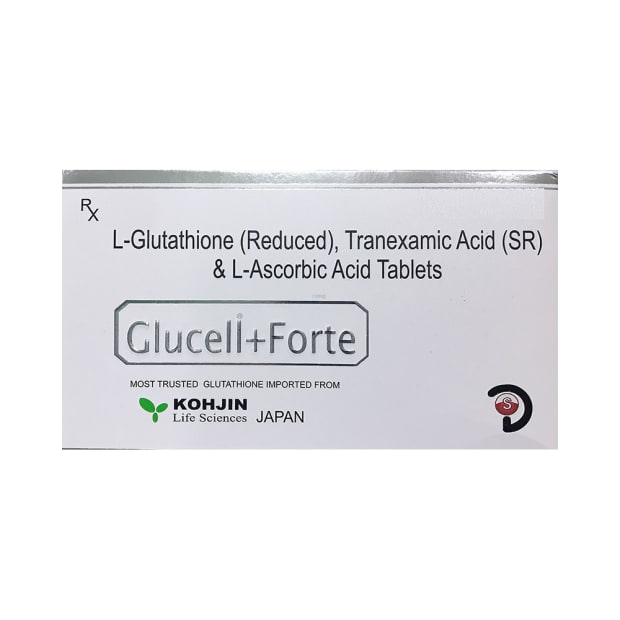 Rx
L-Glutathione (Reduced), Tranexamic Acid (SR)
& L-Ascorbic Acid Tablets
Glucell®+Forte
MOST TRUSTED GLUTATHIONE IMPORTED FROM
KOHJIN
Life Sciences JAPAN
S